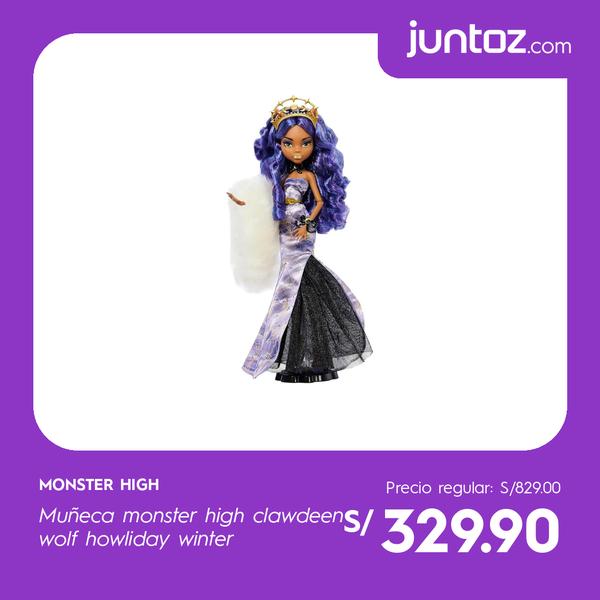 juntoz.com
MONSTER HIGH
Muñeca monster high clawdeen
wolf howliday winter
Precio regular: S/829.00
S/ 329.90